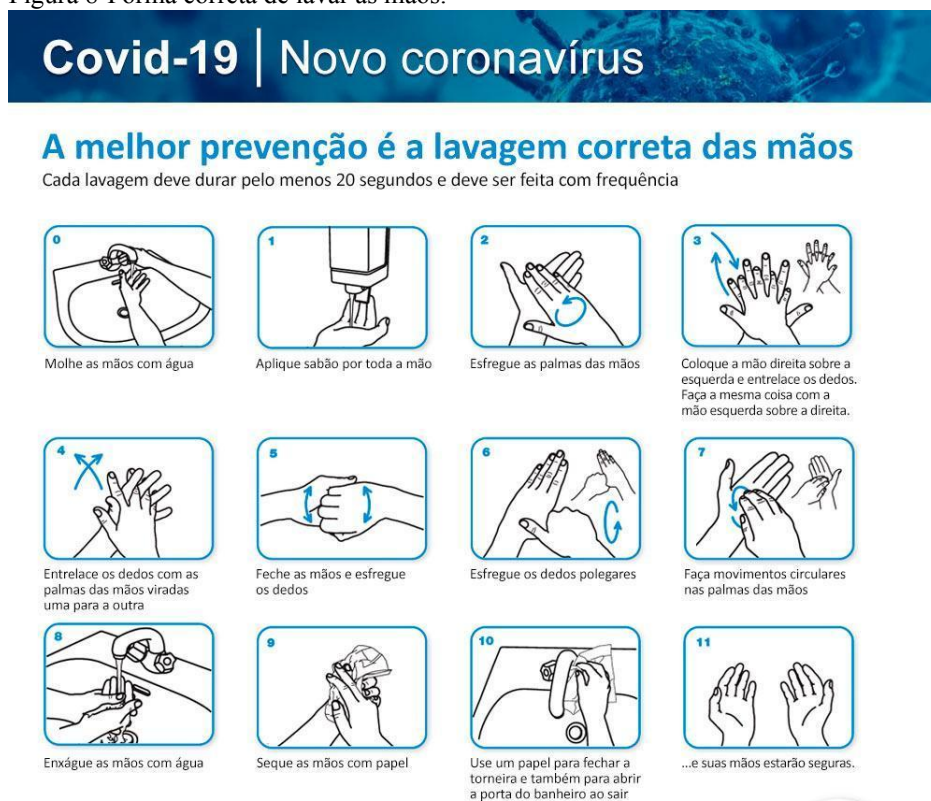 Figura 8 Forma correta de lavar as mãos.
Covid-19 | Novo coronavírus
A melhor prevenção é a lavagem correta das mãos
Cada lavagem deve durar pelo menos 20 segundos e deve ser feita com frequência
0
Molhe as mãos com água
1
Aplique sabão por toda a mão
2
Esfregue as palmas das mãos
3
Coloque a mão direita sobre a
esquerda e entrelace os dedos.
Faça a mesma coisa com a
mão esquerda sobre a direita.
4
Entrelace os dedos com as
palmas das mãos viradas
uma para a outra
5
Feche as mãos e esfregue
os dedos
6
Esfregue os dedos polegares
7
Faça movimentos circulares
nas palmas das mãos
8
Enxágue as mãos com água
9
Seque as mãos com papel
10
Use um papel para fechar a
torneira e também para abrir
a porta do banheiro ao sair
11
...e suas mãos estarão seguras.